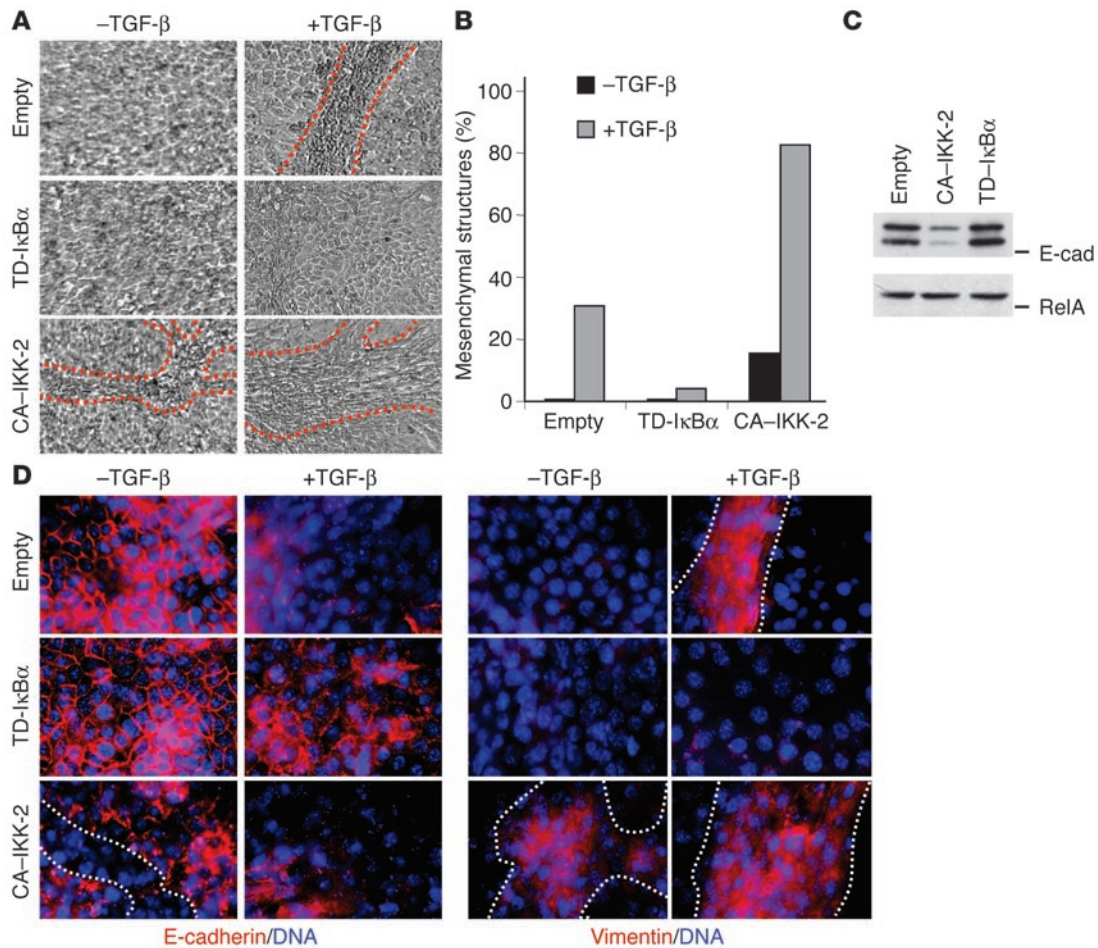 A
–TGF-β
+TGF-β
Empty
TD-IκBα
CA–IKK-2
B
Mesenchymal structures (%)
100
80
60
40
20
0
–TGF-β
+TGF-β
Empty
TD-IκBα
CA–IKK-2
C
Empty
CA–IKK-2
TD–IκBα
E-cad
RelA
D
–TGF-β
+TGF-β
–TGF-β
+TGF-β
Empty
TD-IκBα
CA–IKK-2
E-cadherin/DNA
Vimentin/DNA